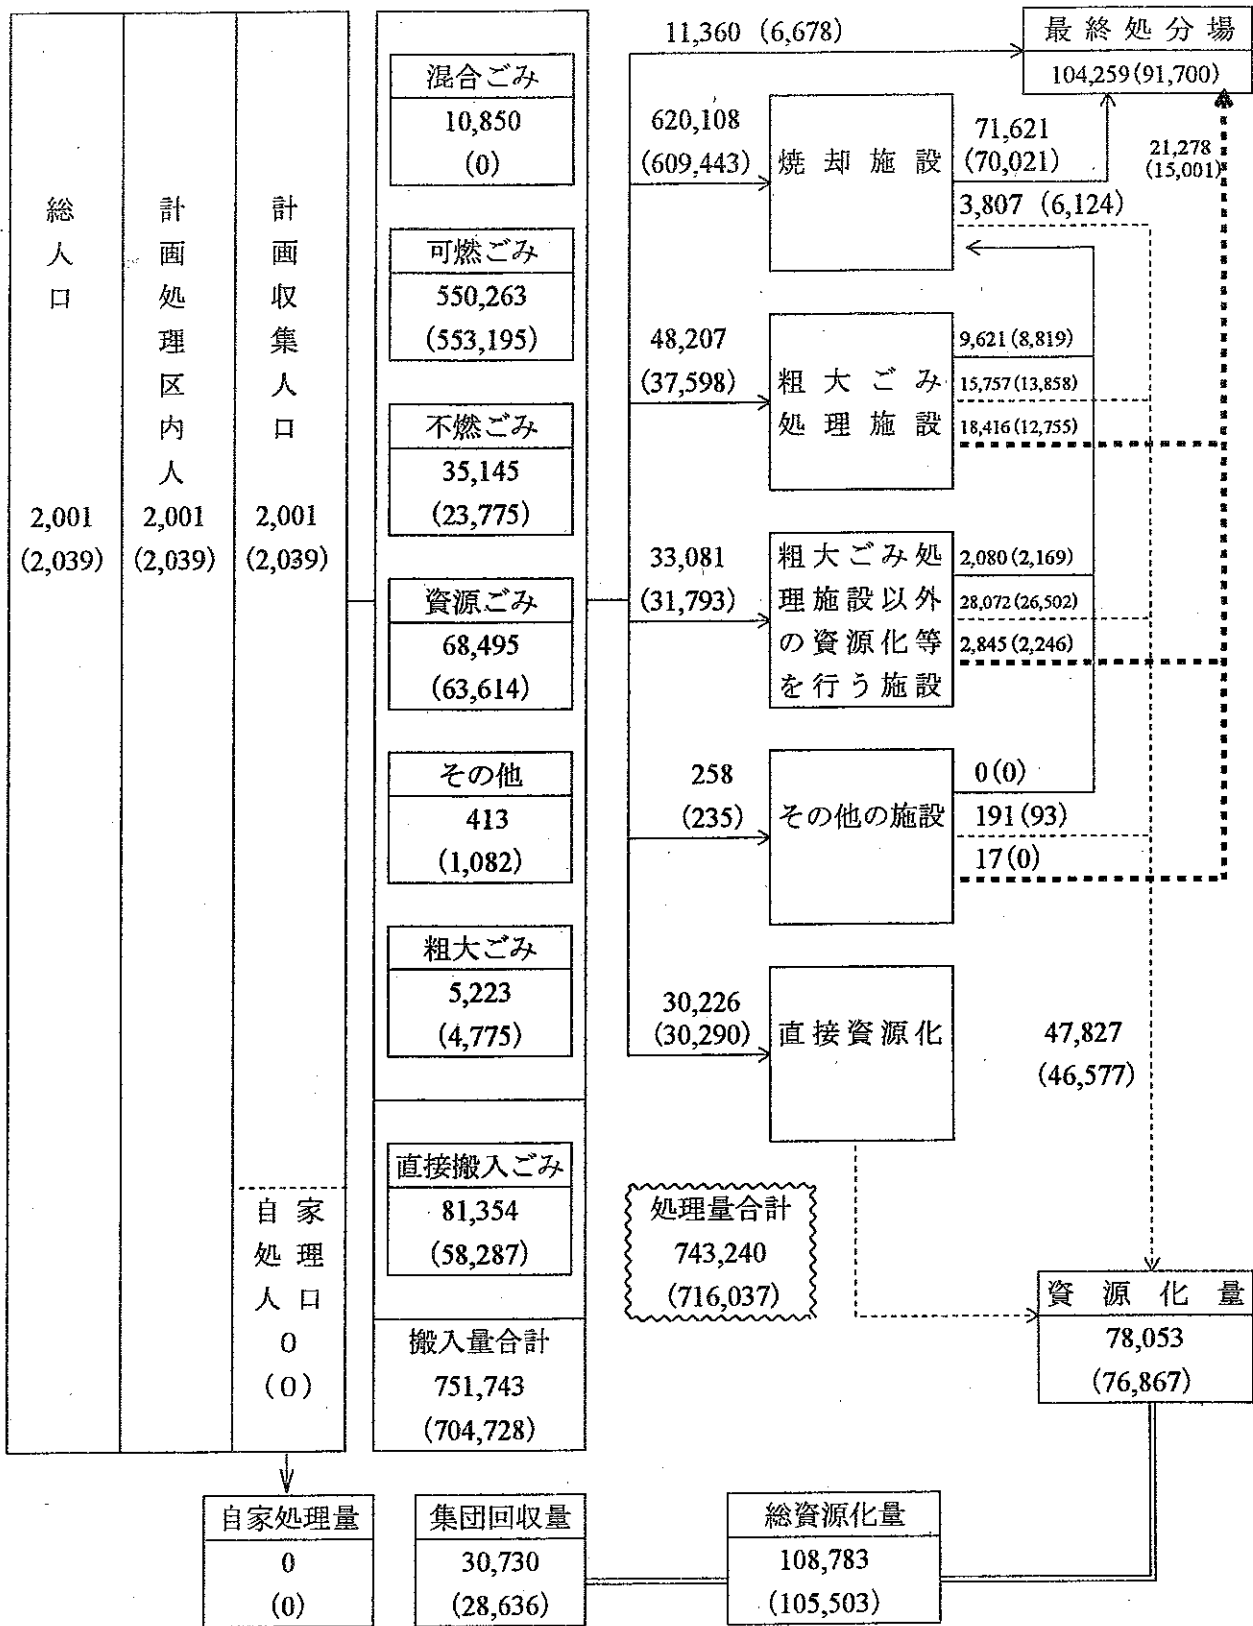 総人口
2,001
(2,039)
計画処理区内人
2,001
(2,039)
計画収集人口
2,001
(2,039)
自家
処理
人口
0
(0)
混合ごみ
10,850
(0)
可燃ごみ
550,263
(553,195)
不燃ごみ
35,145
(23,775)
資源ごみ
68,495
(63,614)
その他
413
(1,082)
粗大ごみ
5,223
(4,775)
直接搬入ごみ
81,354
(58,287)
搬入量合計
751,743
(704,728)
11,360 (6,678)
最終処分場
104,259(91,700)
620,108
(609,443)
焼却施設
71,621
(70,021)
3,807 (6,124)
21,278
(15,001)
48,207
(37,598)
粗大ごみ
処理施設
9,621(8,819)
15,757(13,858)
18,416(12,755)
33,081
(31,793)
粗大ごみ処
理施設以外
の資源化等
を行う施設
2,080(2,169)
28,072(26,502)
2,845(2,246)
258
(235)
その他の施設
0(0)
191(93)
17(0)
30,226
(30,290)
直接資源化
47,827
(46,577)
処理量合計
743,240
(716,037)
資源化量
78,053
(76,867)
自家処理量
0
(0)
集団回収量
30,730
(28,636)
総資源化量
108,783
(105,503)